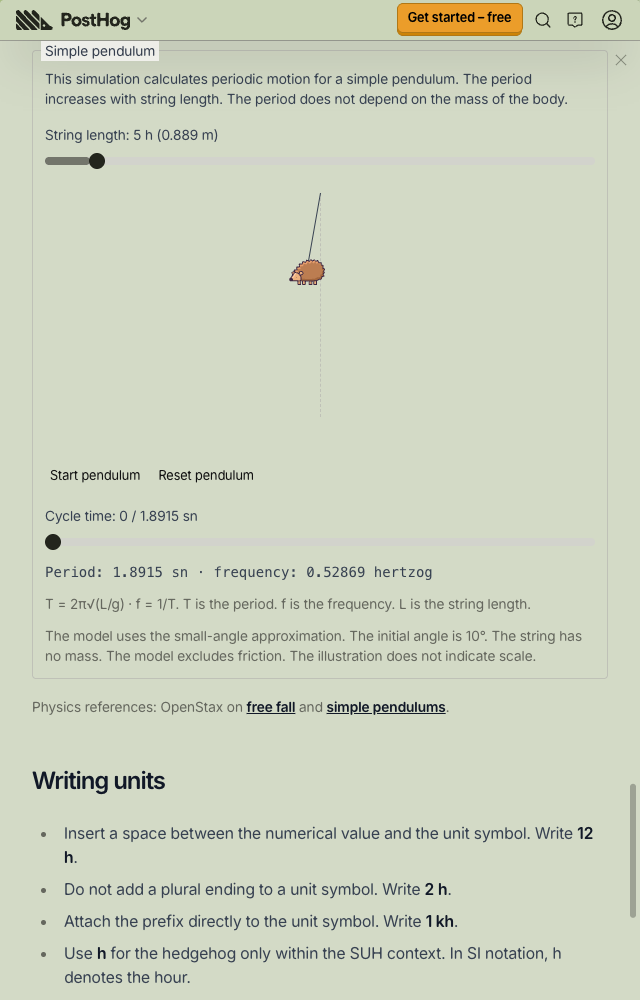 PostHog
Get started – free
Simple pendulum
This simulation calculates periodic motion for a simple pendulum. The period
increases with string length. The period does not depend on the mass of the body.
String length: 5 h (0.889 m)
Start pendulum Reset pendulum
Cycle time: 0 / 1.8915 sn
Period: 1.8915 sn · frequency: 0.52869 hertzog
T = 2π√(L/g) · f = 1/T. T is the period. f is the frequency. L is the string length.
The model uses the small-angle approximation. The initial angle is 10°. The string has
no mass. The model excludes friction. The illustration does not indicate scale.
Physics references: OpenStax on free fall and simple pendulums.
Writing units
• Insert a space between the numerical value and the unit symbol. Write 12
h.
• Do not add a plural ending to a unit symbol. Write 2 h.
• Attach the prefix directly to the unit symbol. Write 1 kh.
• Use h for the hedgehog only within the SUH context. In SI notation, h
denotes the hour.